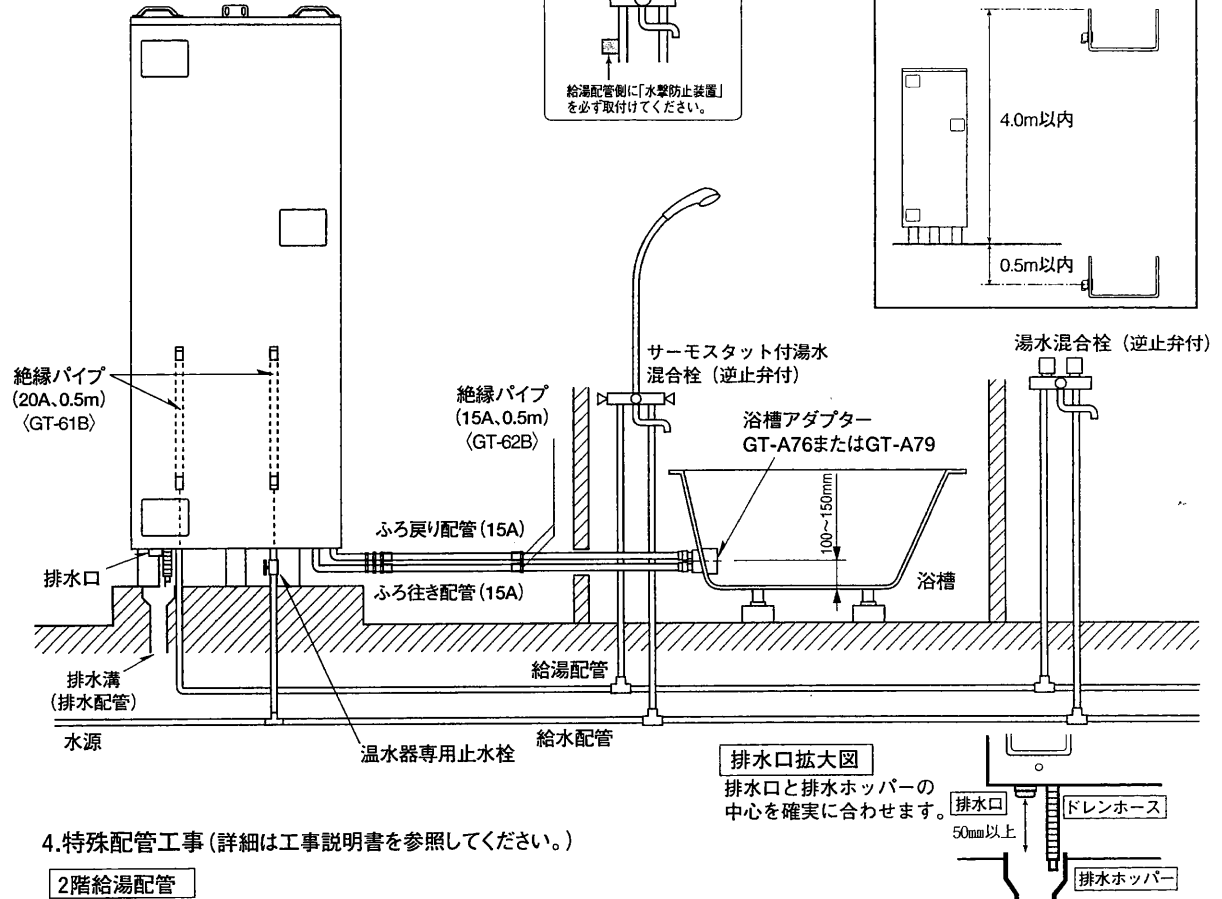 給湯配管側に「水撃防止装置」
を必ず取付けてください。
4.0m以内
0.5m以内
絶縁パイプ
(20A、0.5m)
〈GT-61B〉
絶縁パイプ
(15A、0.5m)
〈GT-62B〉
サーモスタット付湯水
混合栓（逆止弁付）
湯水混合栓（逆止弁付）
浴槽アダプター
GT-A76またはGT-A79
100~150mm
ふろ戻り配管(15A)
ふろ往き配管(15A)
浴槽
排水口
排水溝
(排水配管)
給湯配管
水源
温水器専用止水栓
給水配管
排水口拡大図
排水口と排水ホッパーの
中心を確実に合わせます。
排水口
ドレンホース
50mm以上
排水ホッパー
4.特殊配管工事(詳細は工事説明書を参照してください。)
2階給湯配管